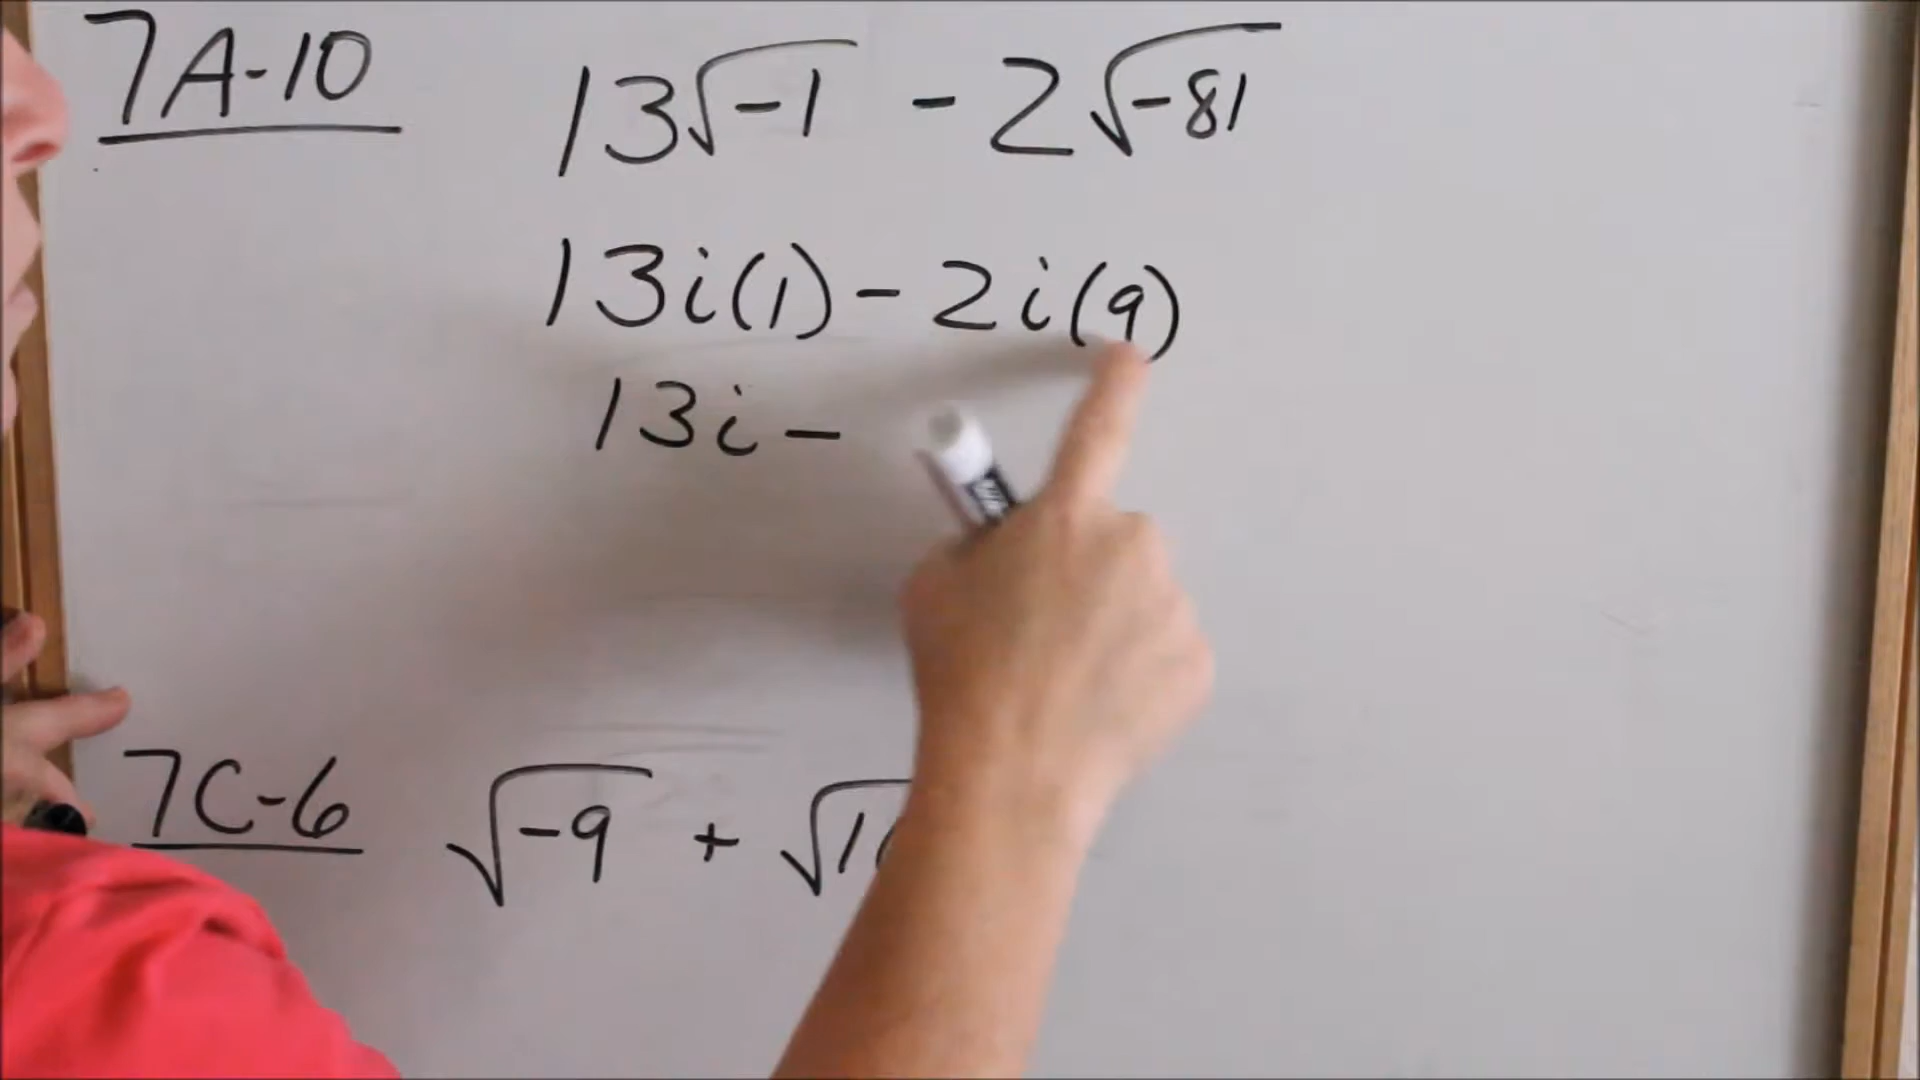 7A-10 13√-1 - 2√-81
13i(1) - 2i(9)
13i -
7C-6 √-9 + √1